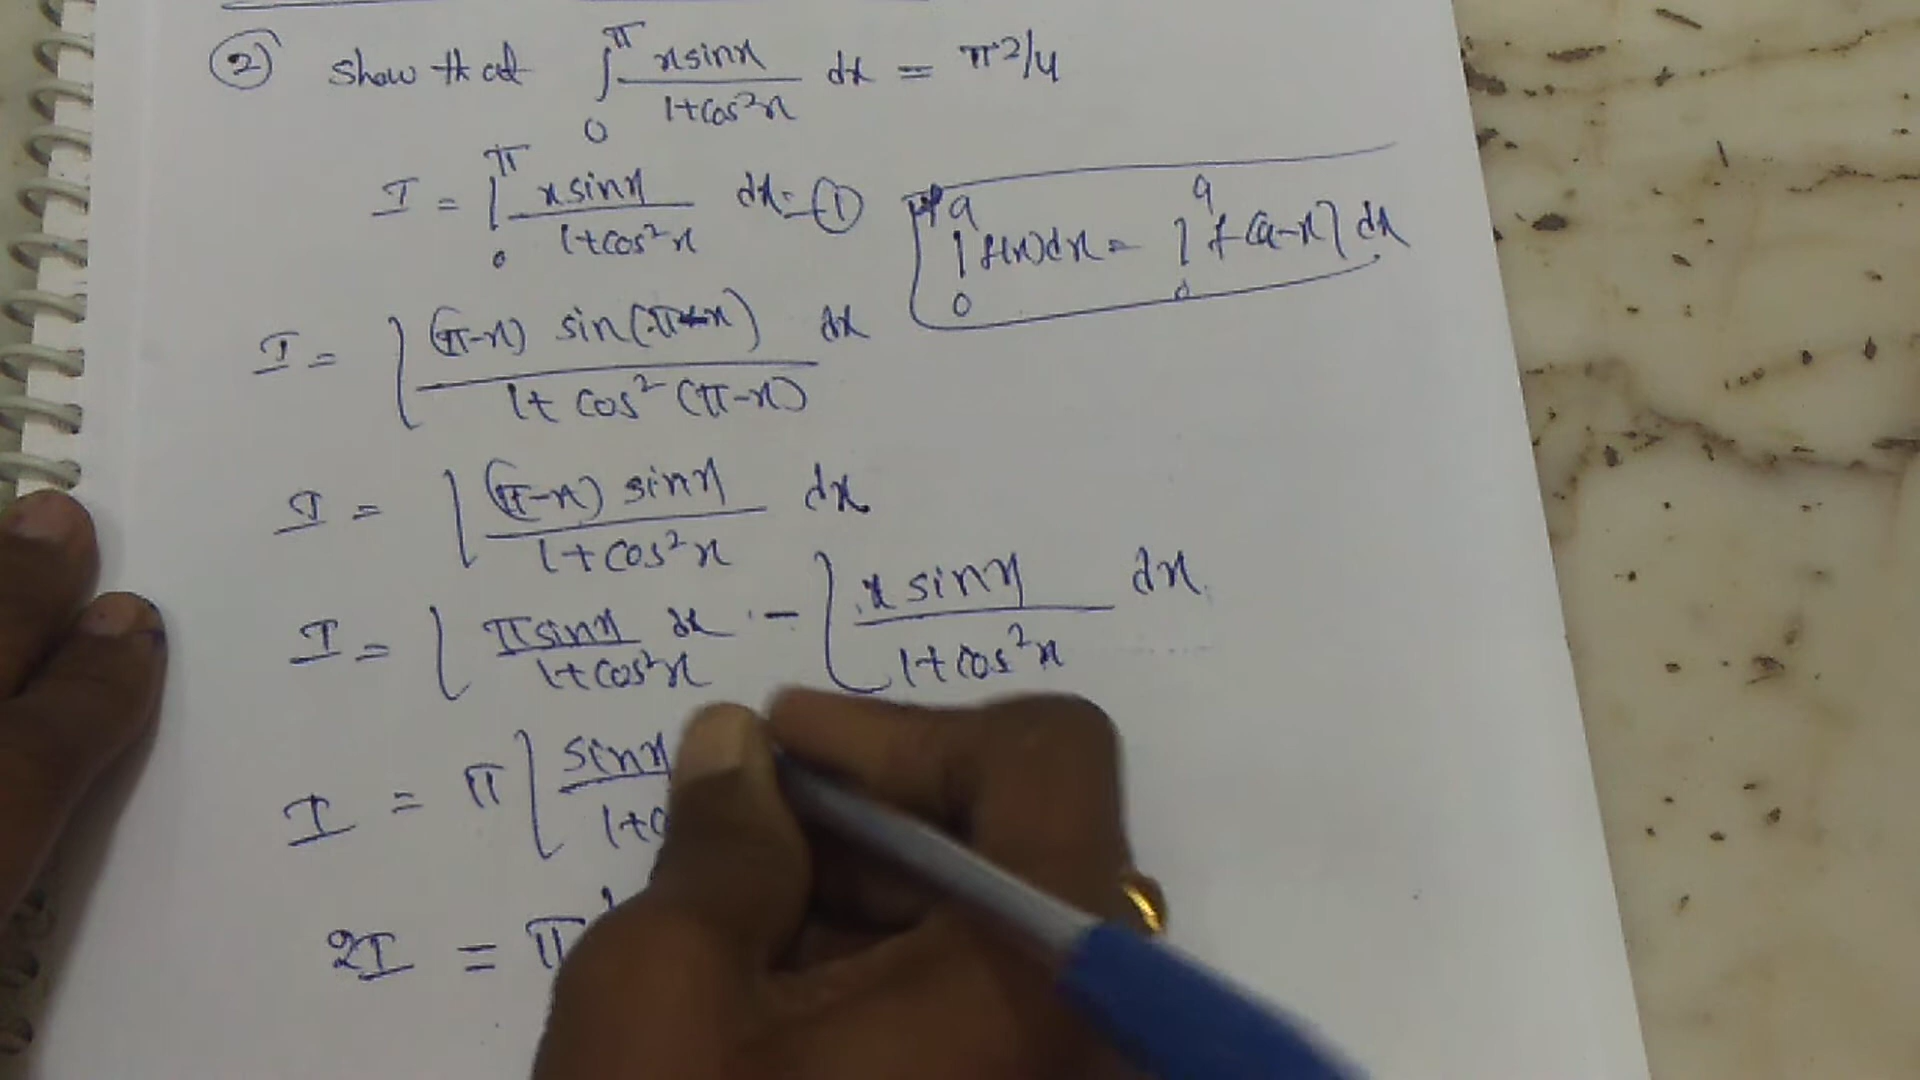 ② Show that ∫₀^π x sinx / 1+cos²x dx = π²/4
I = ∫₀^π x sinx / 1+cos²x dx - ①
∫₀^a f(x)dx = ∫₀^a f(a-x) dx
I = ∫ (π-x) sin(π-x) / 1+cos²(π-x) dx
I = ∫ (π-x) sinx / 1+cos²x dx
I = ∫ π sinx / 1+cos²x dx - ∫ x sinx / 1+cos²x dx
I = π ∫ sinx / 1+c
2I = π